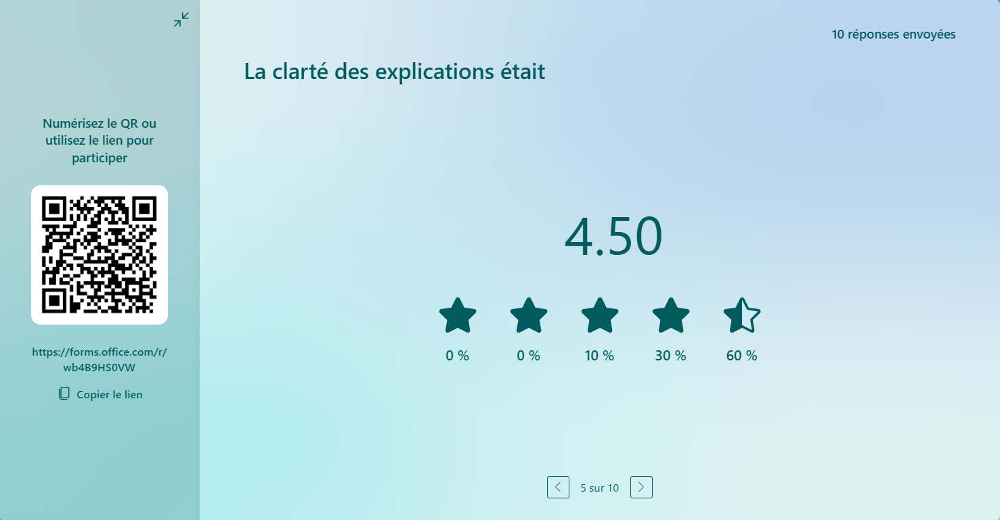 Numérisez le QR ou
utilisez le lien pour
participer
https://forms.office.com/r/
wb4B9HS0VW
Copier le lien
10 réponses envoyées
La clarté des explications était
4.50
0 % 0 % 10 % 30 % 60 %
5 sur 10